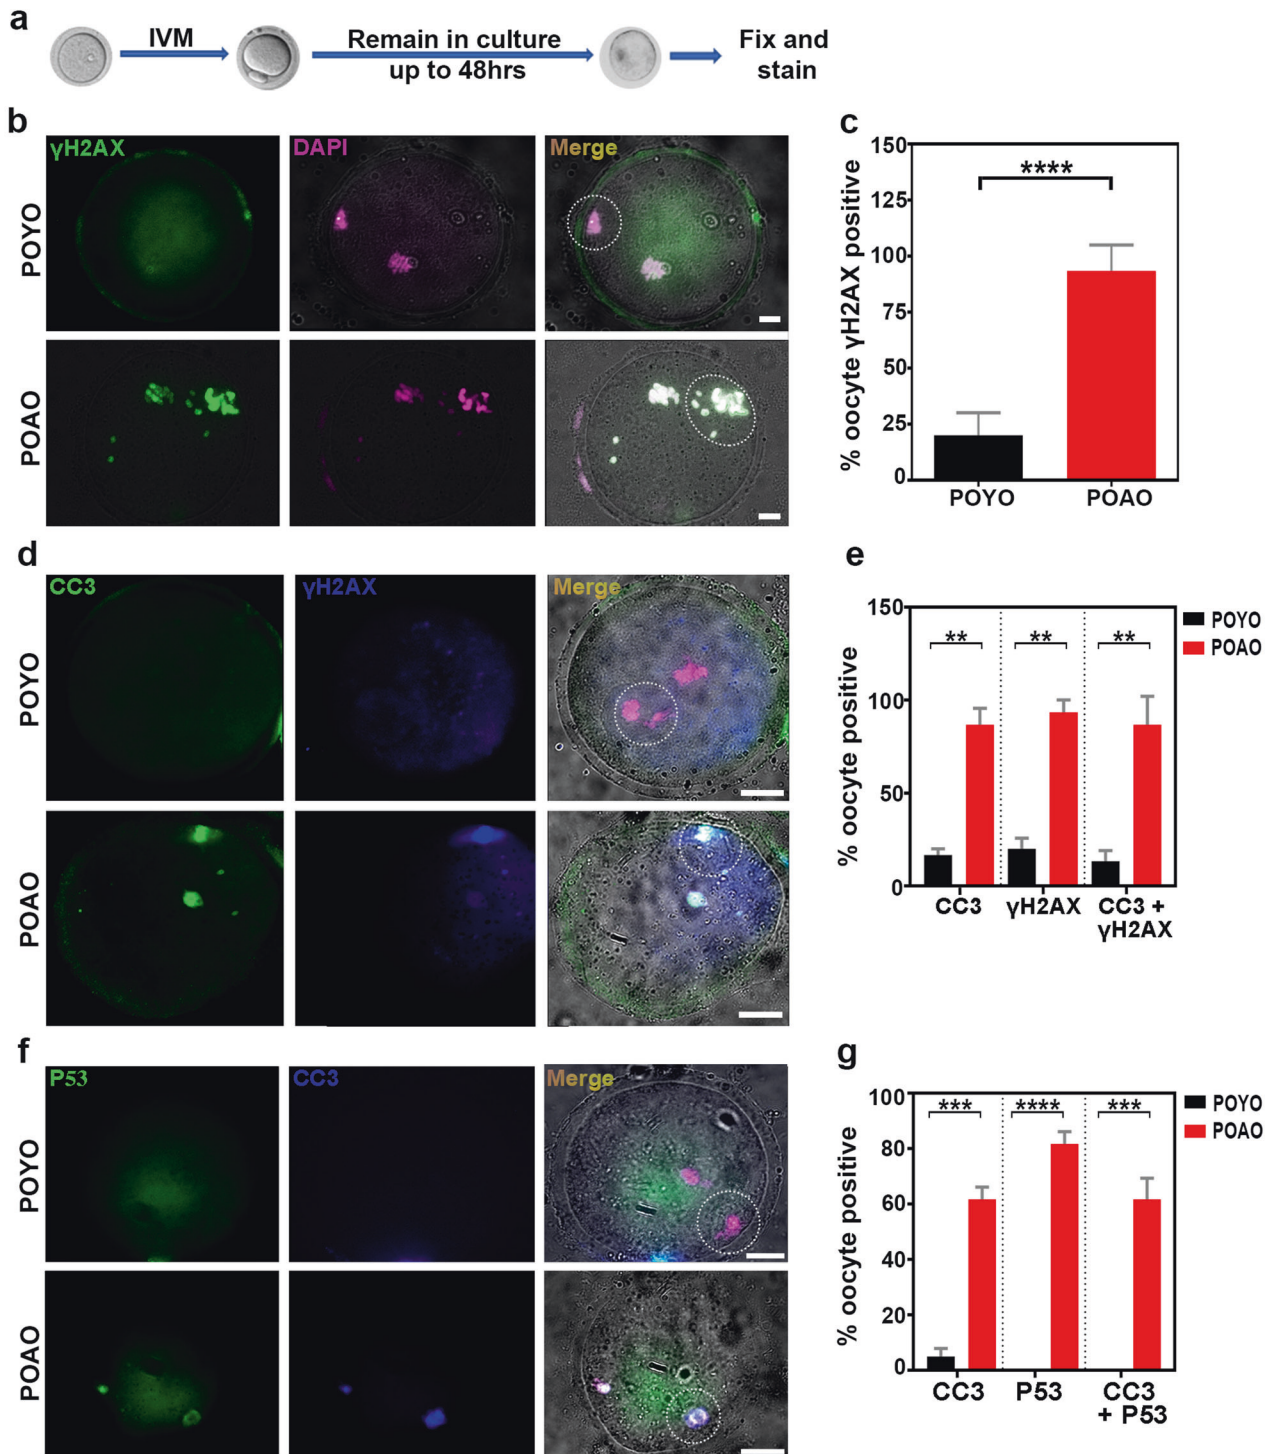 a
IVM
Remain in culture
up to 48hrs
Fix and
stain
b
γH2AX
DAPI
Merge
POYO
POAO
c
% oocyte γH2AX positive
150
125
100
75
50
25
0
****
POYO
POAO
d
CC3
γH2AX
Merge
POYO
POAO
e
% oocyte positive
150
100
50
0
** ** **
POYO
POAO
CC3
γH2AX
CC3 +
γH2AX
f
P53
CC3
Merge
POYO
POAO
g
% oocyte positive
100
80
60
40
20
0
*** **** ***
POYO
POAO
CC3
P53
CC3
+ P53